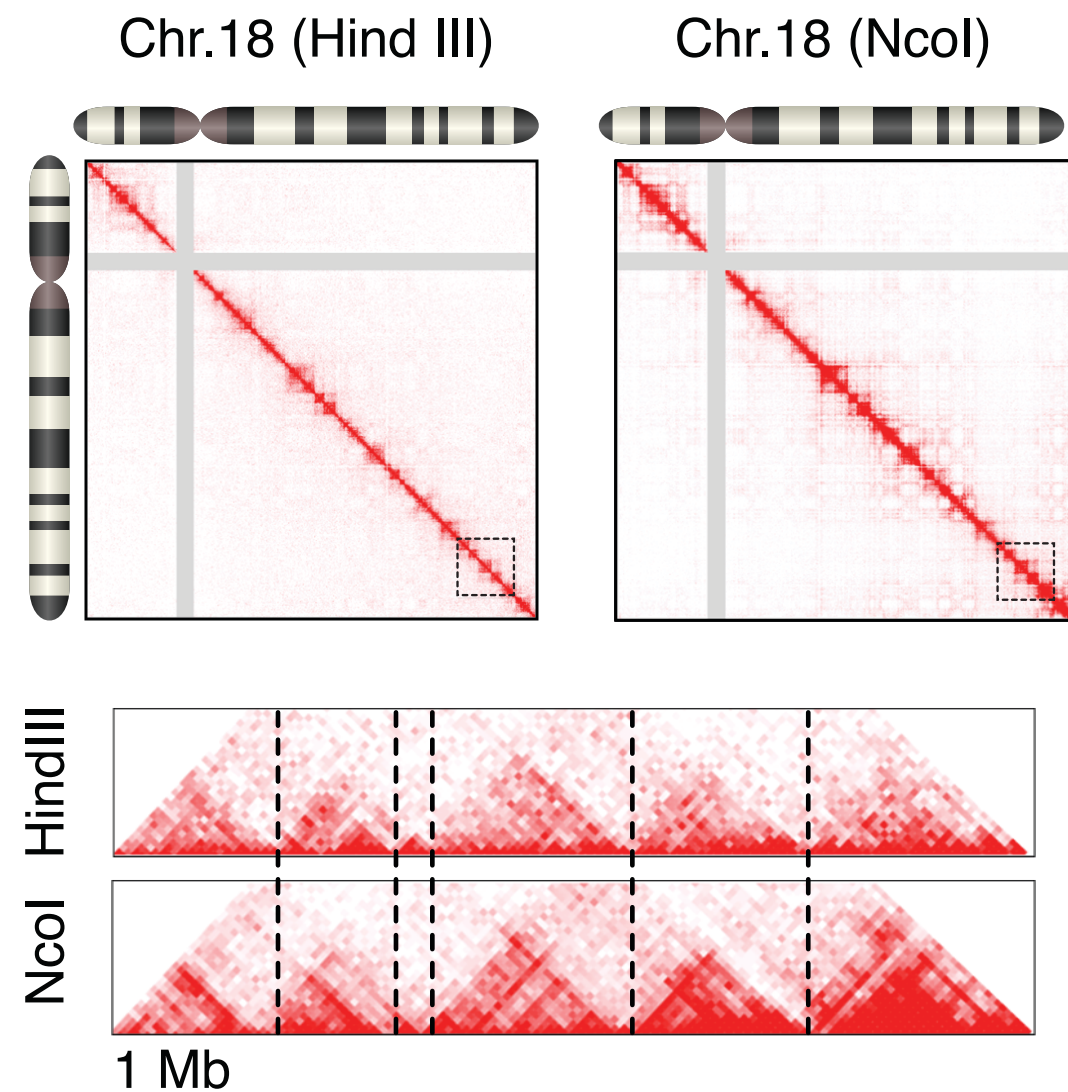 Chr.18 (Hind III)
Chr.18 (NcoI)
HindIII
NcoI
1 Mb